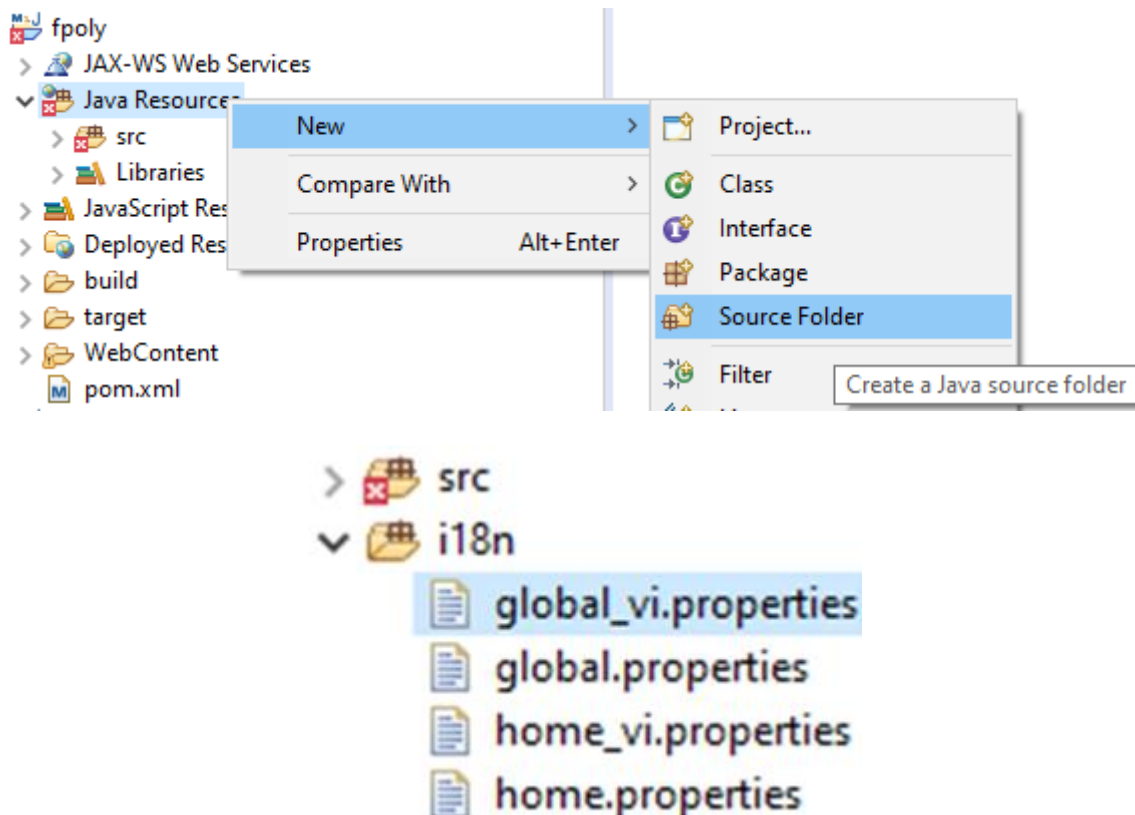 fpoly
JAX-WS Web Services
Java Resources
src
Libraries
JavaScript Res
Deployed Res
build
target
WebContent
pom.xml
New
Compare With
Properties Alt+Enter
Project...
Class
Interface
Package
Source Folder
Filter
Create a Java source folder
src
i18n
global_vi.properties
global.properties
home_vi.properties
home.properties